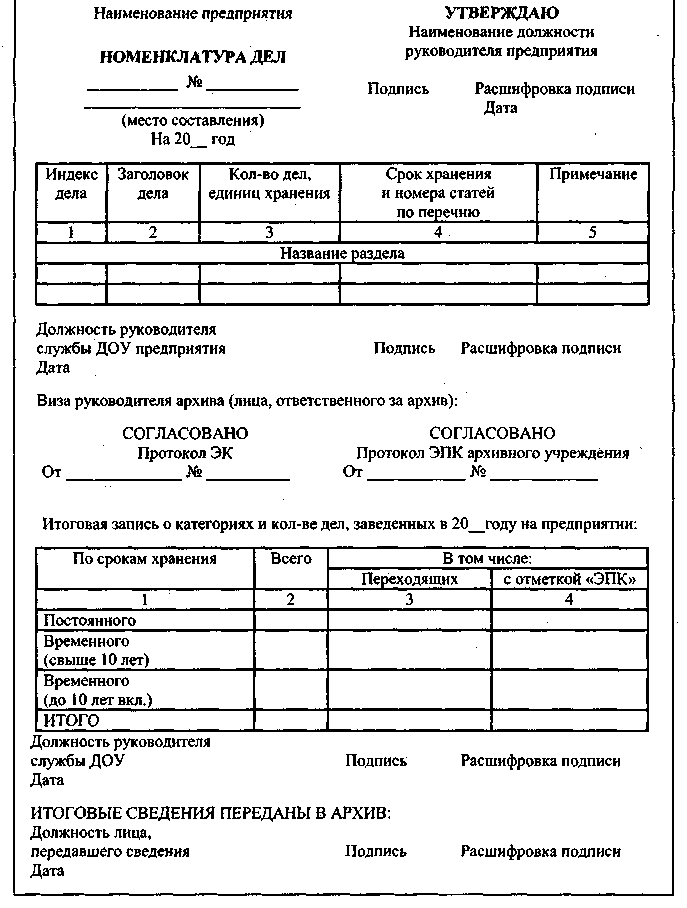 Наименование предприятия
УТВЕРЖДАЮ
Наименование должности
руководителя предприятия
НОМЕНКЛАТУРА ДЕЛ
__________ № __________
Подпись Расшифровка подписи
Дата
(место составления)
На 20__ год
Индекс дела
Заголовок дела
Кол-во дел, единиц хранения
Срок хранения и номера статей по перечню
Примечание
1 2 3 4 5
Название раздела
Должность руководителя
службы ДОУ предприятия Подпись Расшифровка подписи
Дата
Виза руководителя архива (лица, ответственного за архив):
СОГЛАСОВАНО СОГЛАСОВАНО
Протокол ЭК Протокол ЭПК архивного учреждения
От __________ № __________ От __________ № __________
Итоговая запись о категориях и кол-ве дел, заведенных в 20__году на предприятии:
По срокам хранения Всего В том числе:
Переходящих с отметкой «ЭПК»
1 2 3 4
Постоянного
Временного
(свыше 10 лет)
Временного
(до 10 лет вкл.)
ИТОГО
Должность руководителя
службы ДОУ Подпись Расшифровка подписи
Дата
ИТОГОВЫЕ СВЕДЕНИЯ ПЕРЕДАНЫ В АРХИВ:
Должность лица,
передавшего сведения Подпись Расшифровка подписи
Дата